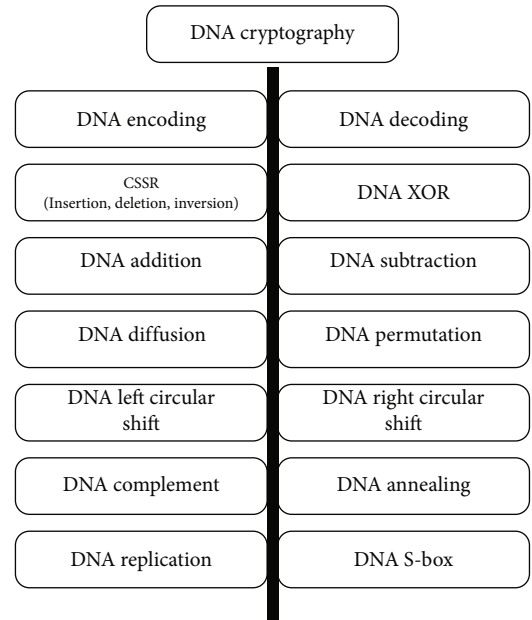 DNA cryptography
DNA encoding
DNA decoding
CSSR
(Insertion, deletion, inversion)
DNA XOR
DNA addition
DNA subtraction
DNA diffusion
DNA permutation
DNA left circular
shift
DNA right circular
shift
DNA complement
DNA annealing
DNA replication
DNA S-box